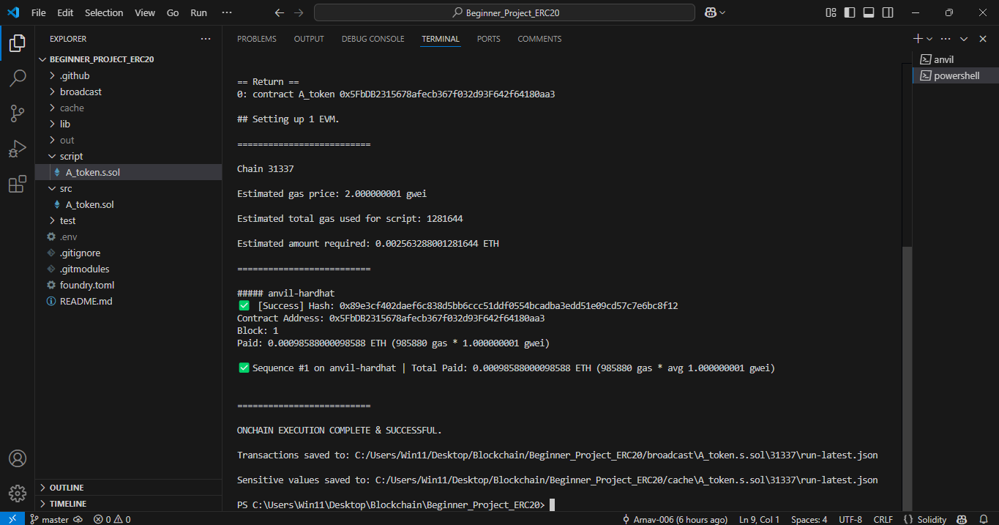 File Edit Selection View Go Run ··· Beginner_Project_ERC20
EXPLORER ···
BEGINNER_PROJECT_ERC20
.github
broadcast
cache
lib
out
script
A_token.s.sol
src
A_token.sol
test
.env
.gitignore
.gitmodules
foundry.toml
README.md
OUTLINE
TIMELINE
PROBLEMS OUTPUT DEBUG CONSOLE TERMINAL PORTS COMMENTS
== Return ==
0: contract A_token 0x5FbDB2315678afecb367f032d93F642f64180aa3
## Setting up 1 EVM.
==========================
Chain 31337
Estimated gas price: 2.000000001 gwei
Estimated total gas used for script: 1281644
Estimated amount required: 0.002563288001281644 ETH
==========================
##### anvil-hardhat
✅ [Success] Hash: 0x89e3cf402daef6c838d5bb6ccc51ddf0554bcadba3edd51e09cd57c7e6bc8f12
Contract Address: 0x5FbDB2315678afecb367f032d93F642f64180aa3
Block: 1
Paid: 0.00098588000098588 ETH (985880 gas * 1.000000001 gwei)
✅ Sequence #1 on anvil-hardhat | Total Paid: 0.00098588000098588 ETH (985880 gas * avg 1.000000001 gwei)
==========================
ONCHAIN EXECUTION COMPLETE & SUCCESSFUL.
Transactions saved to: C:/Users/Win11/Desktop/Blockchain/Beginner_Project_ERC20/broadcast\A_token.s.sol\31337\run-latest.json
Sensitive values saved to: C:/Users/Win11/Desktop/Blockchain/Beginner_Project_ERC20/cache\A_token.s.sol\31337\run-latest.json
PS C:\Users\Win11\Desktop\Blockchain\Beginner_Project_ERC20>
anvil
powershell
master 0 0 Arnav-006 (6 hours ago) Ln 9, Col 1 Spaces: 4 UTF-8 CRLF {} Solidity